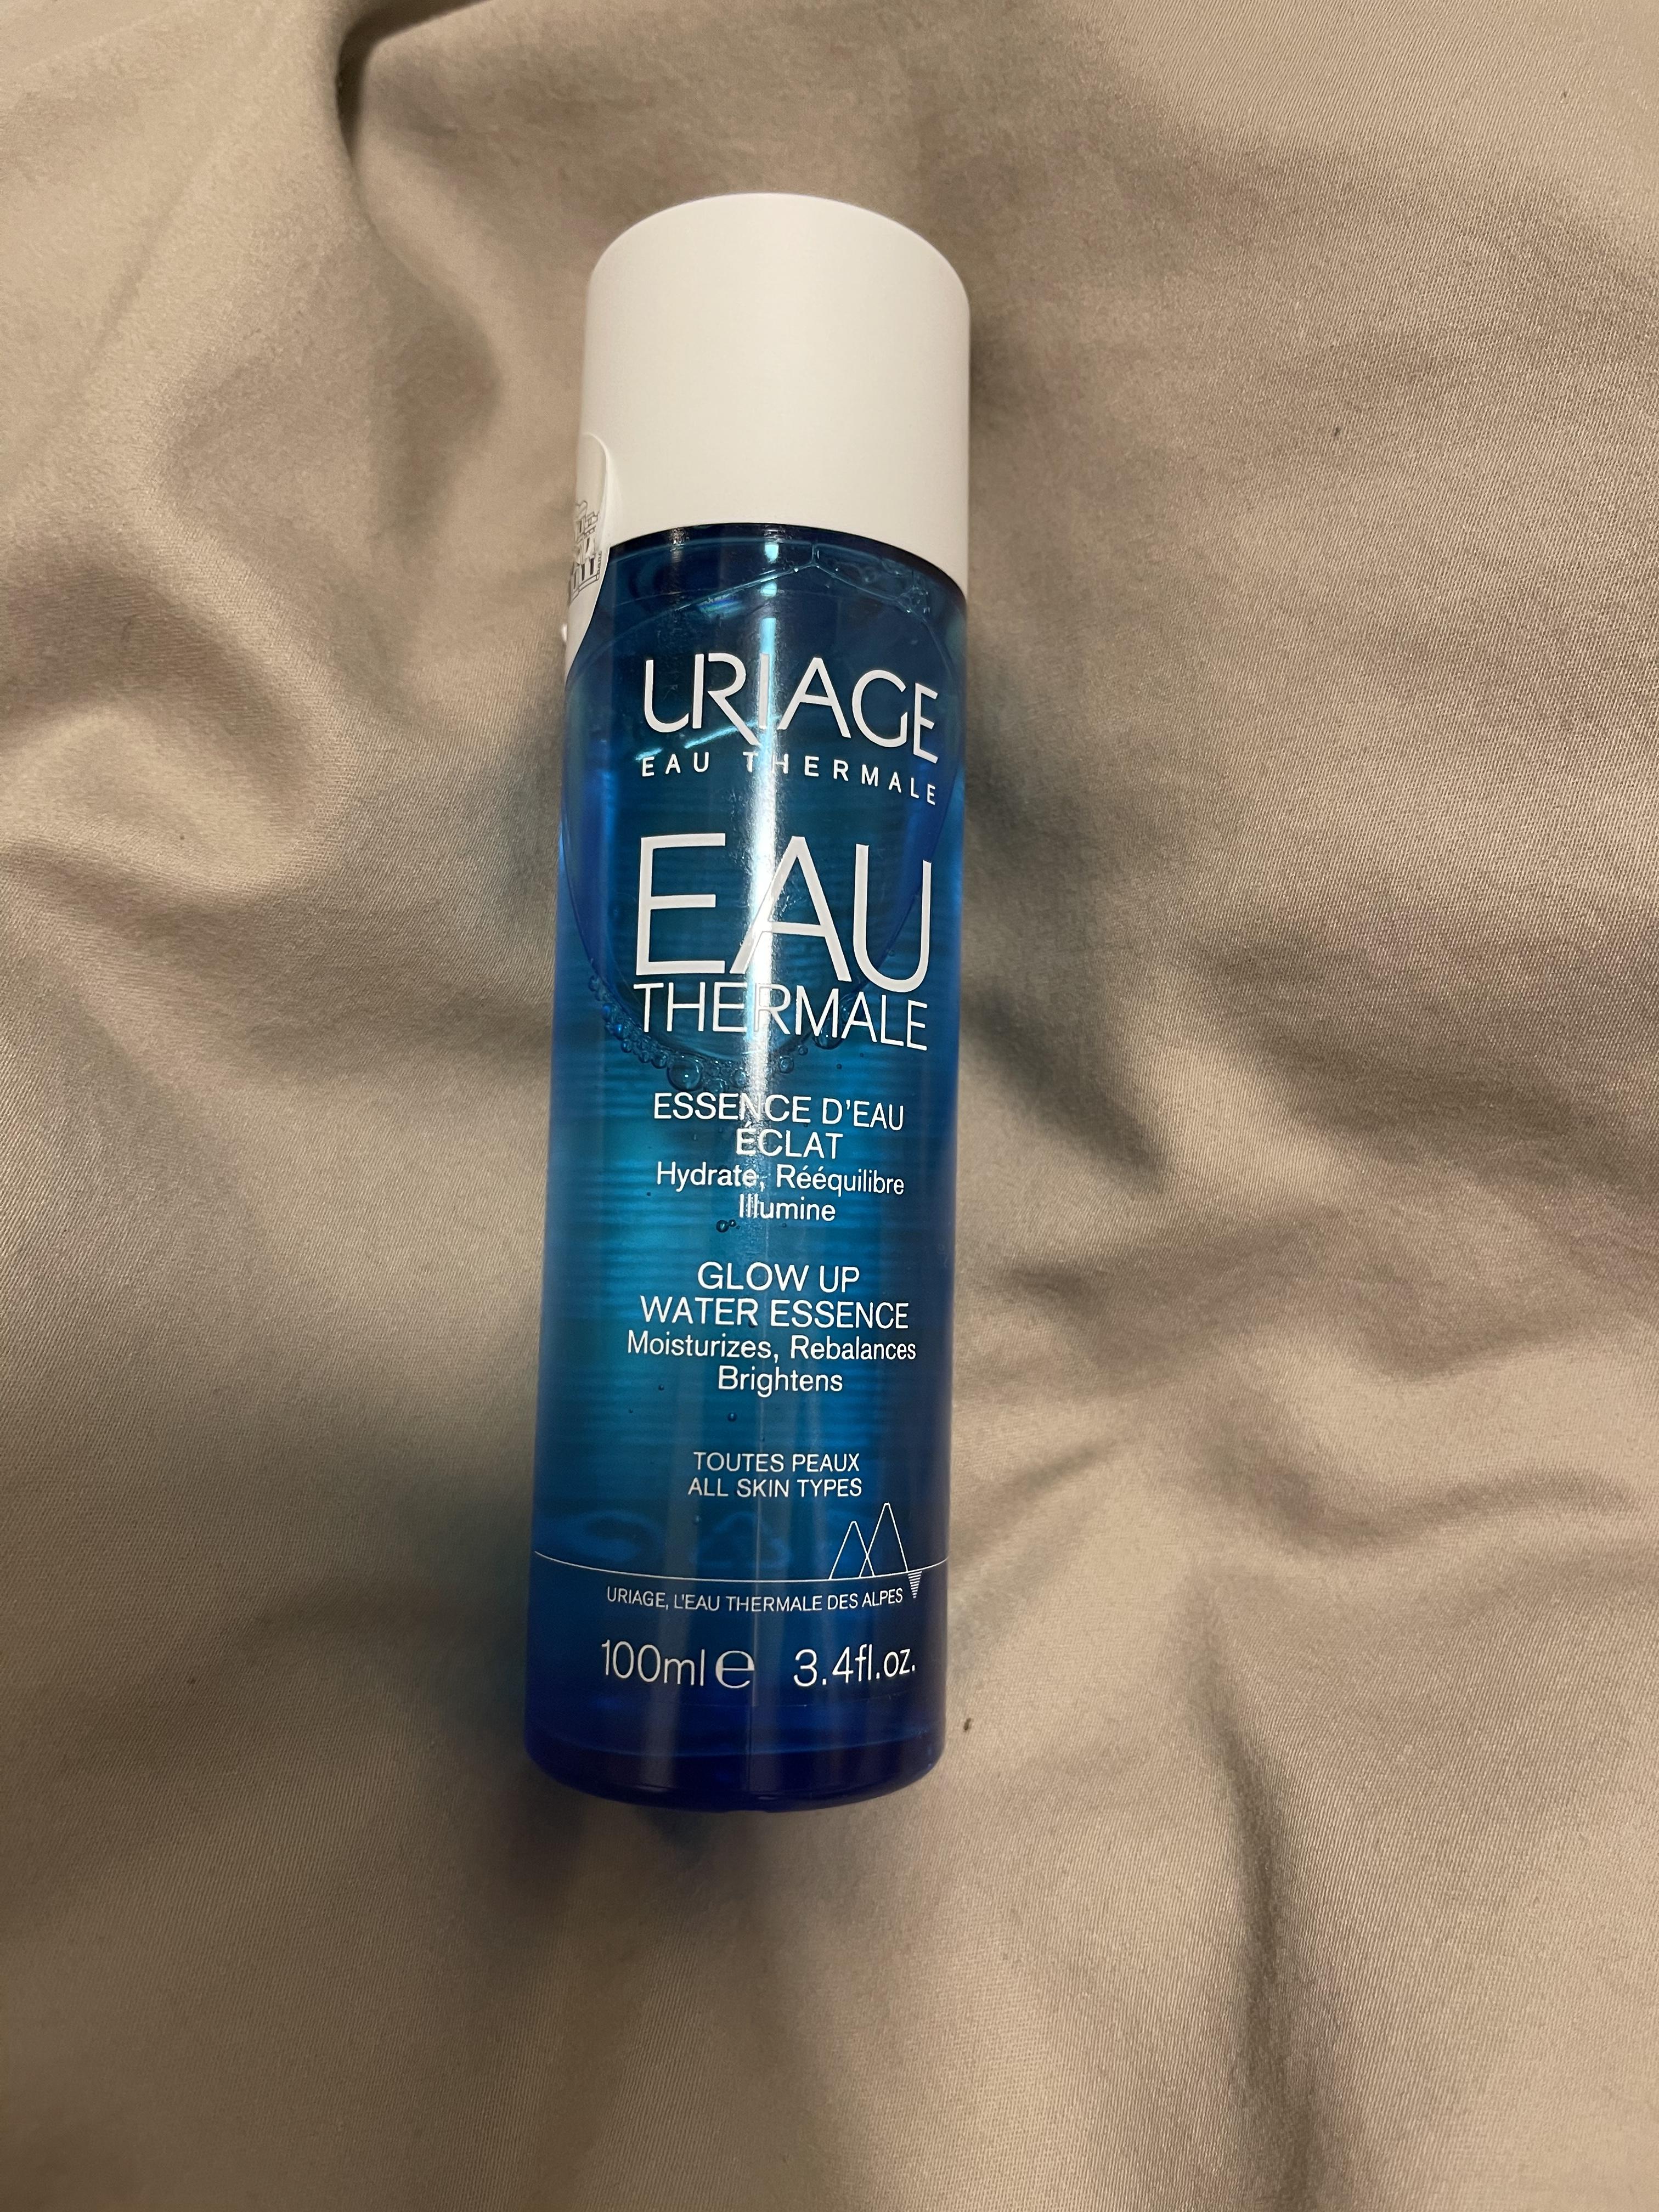 URIAGE
EAU THERMALE
EAU
THERMALE
ESSENCE D'EAU
ÉCLAT
Hydrate, Rééquilibre
Illumine
GLOW UP
WATER ESSENCE
Moisturizes, Rebalances
Brightens
TOUTES PEAUX
ALL SKIN TYPES
URIAGE, L'EAU THERMALE DES ALPES
100ml e 3.4fl.oz.